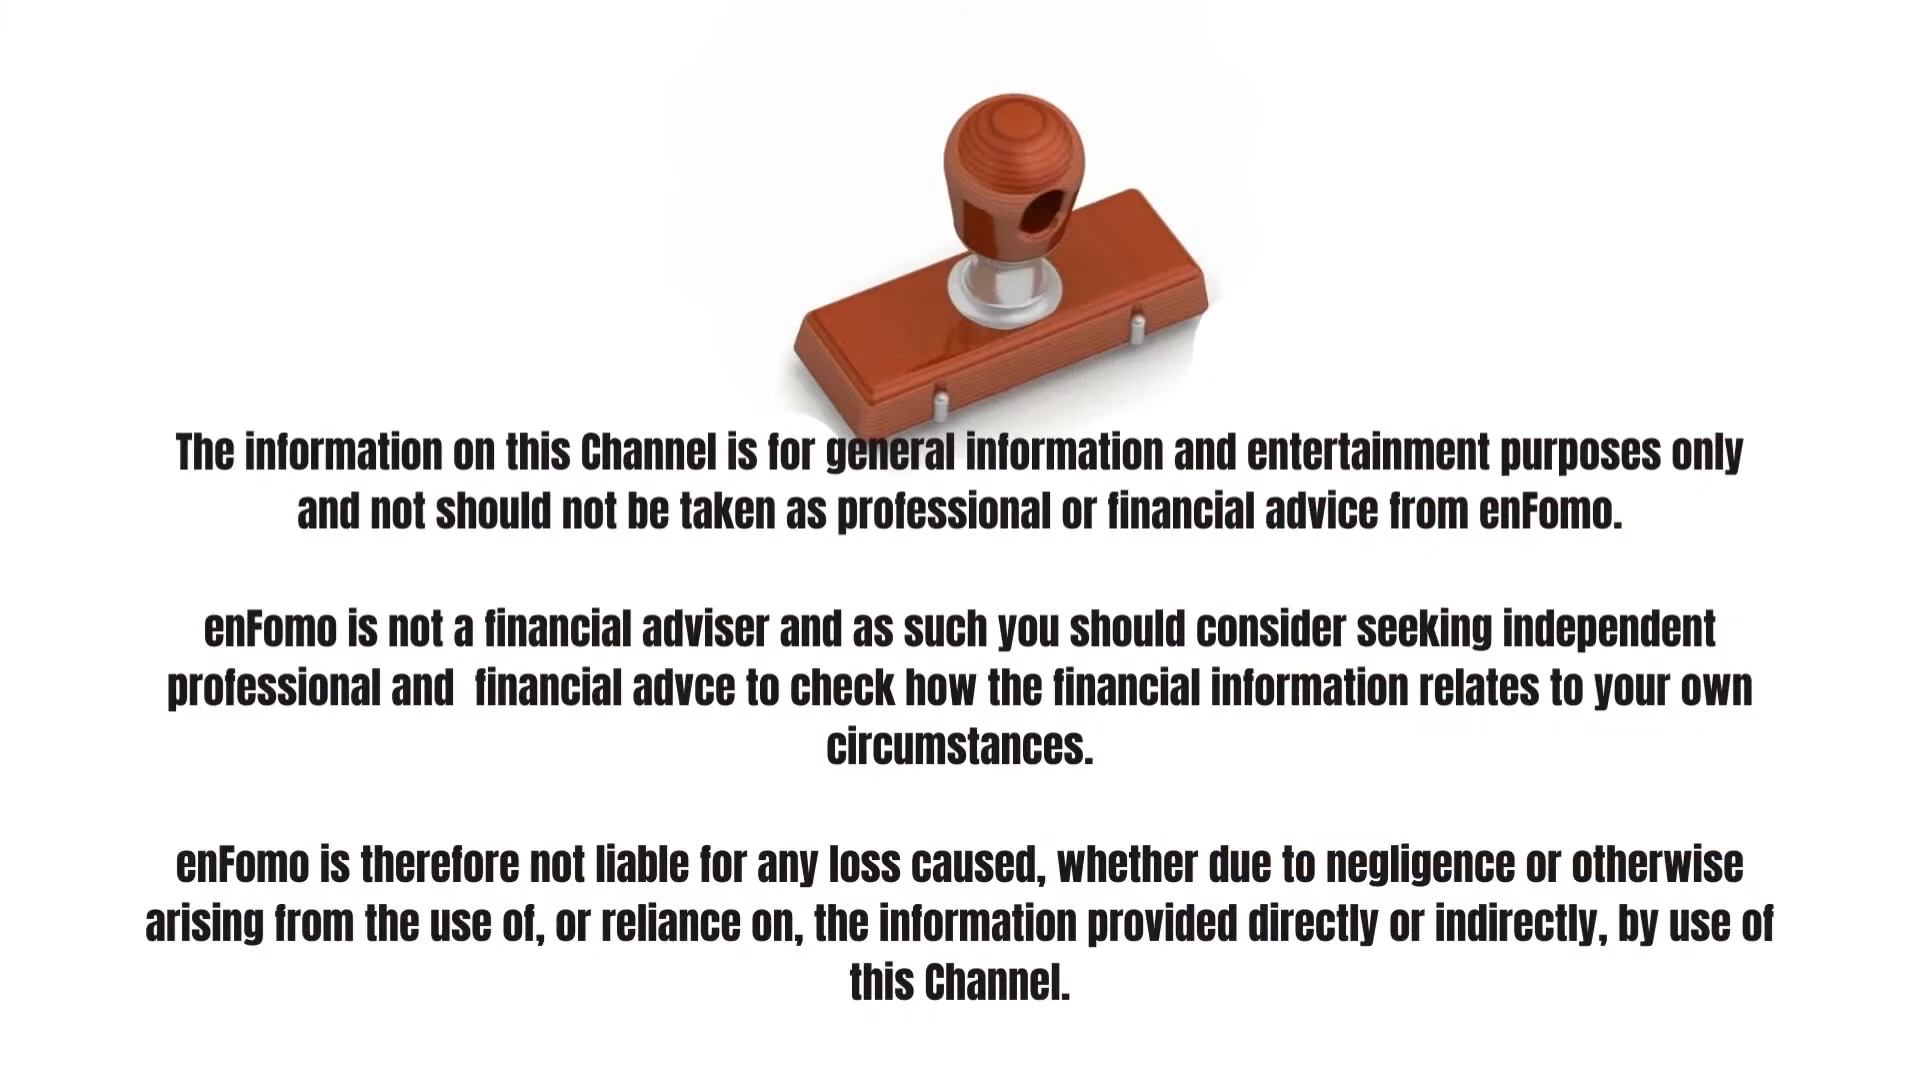 The information on this Channel is for general information and entertainment purposes only
and not should not be taken as professional or financial advice from enFomo.
enFomo is not a financial adviser and as such you should consider seeking independent
professional and  financial advce to check how the financial information relates to your own
circumstances.
enFomo is therefore not liable for any loss caused, whether due to negligence or otherwise
arising from the use of, or reliance on, the information provided directly or indirectly, by use of
this Channel.